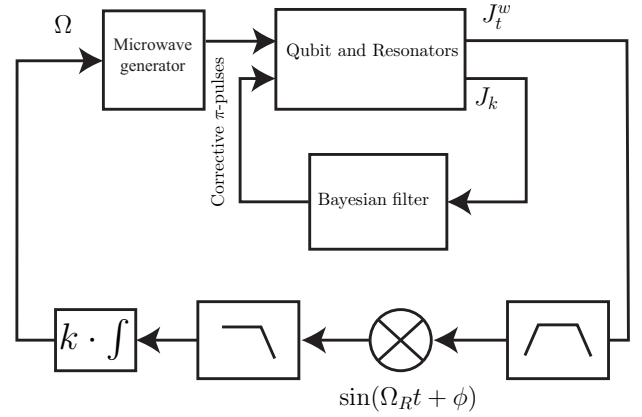 Ω
Microwave
generator
Corrective π-pulses
Qubit and Resonators
J_t^w
J_k
Bayesian filter
k · ∫
sin(Ω_R t + ϕ)